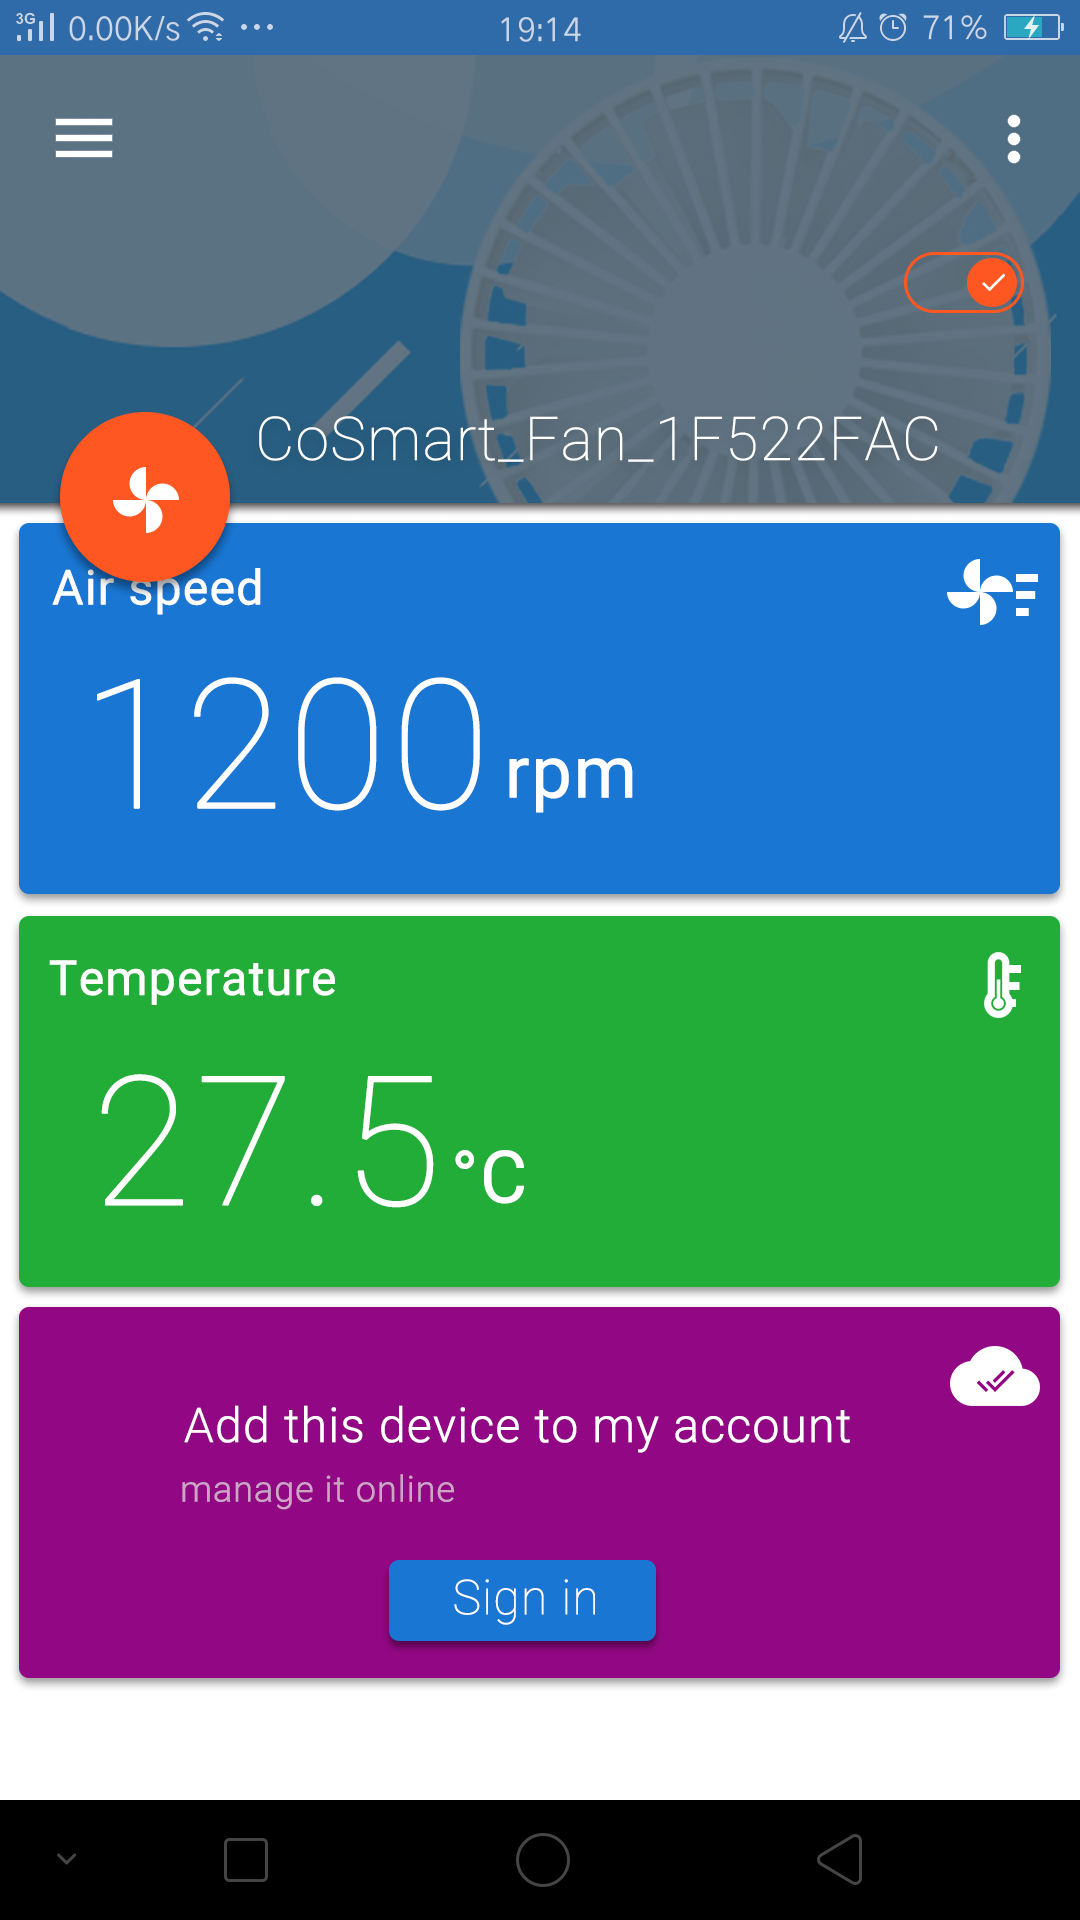 3G 0.00K/s ... 19:14 71%
CoSmart_Fan_1F522FAC
Air speed
1200 rpm
Temperature
27.5 °C
Add this device to my account
manage it online
Sign in